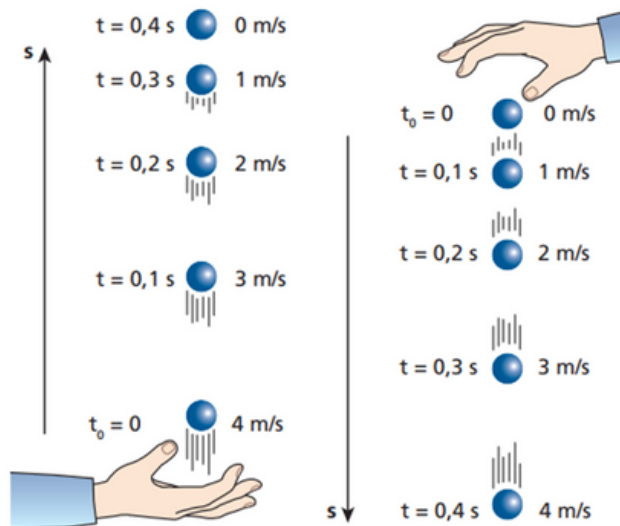 t = 0,4 s 0 m/s
s
t = 0,3 s 1 m/s
t = 0,2 s 2 m/s
t = 0,1 s 3 m/s
t₀ = 0 4 m/s
t₀ = 0 0 m/s
t = 0,1 s 1 m/s
t = 0,2 s 2 m/s
t = 0,3 s 3 m/s
t = 0,4 s 4 m/s
s